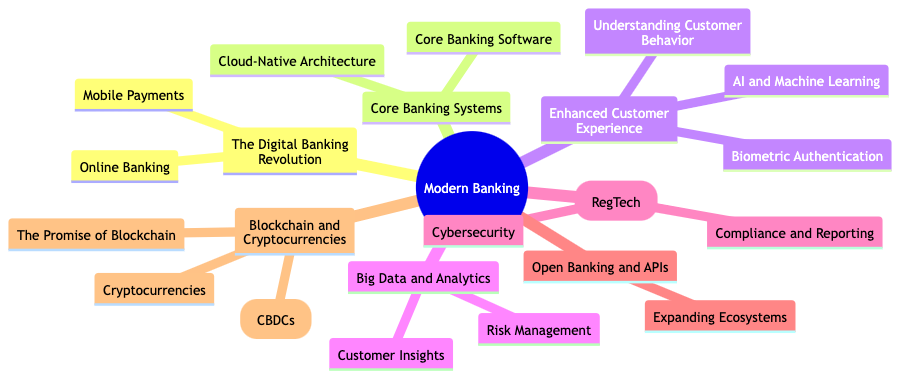 Understanding Customer
Behavior
Core Banking Software
Cloud-Native Architecture
AI and Machine Learning
Mobile Payments
Core Banking Systems
Enhanced Customer
Experience
The Digital Banking
Revolution
Biometric Authentication
Online Banking
Modern Banking
RegTech
Blockchain and
Cryptocurrencies
Cybersecurity
Compliance and Reporting
The Promise of Blockchain
Big Data and Analytics
Open Banking and APIs
Cryptocurrencies
CBDCs
Risk Management
Expanding Ecosystems
Customer Insights